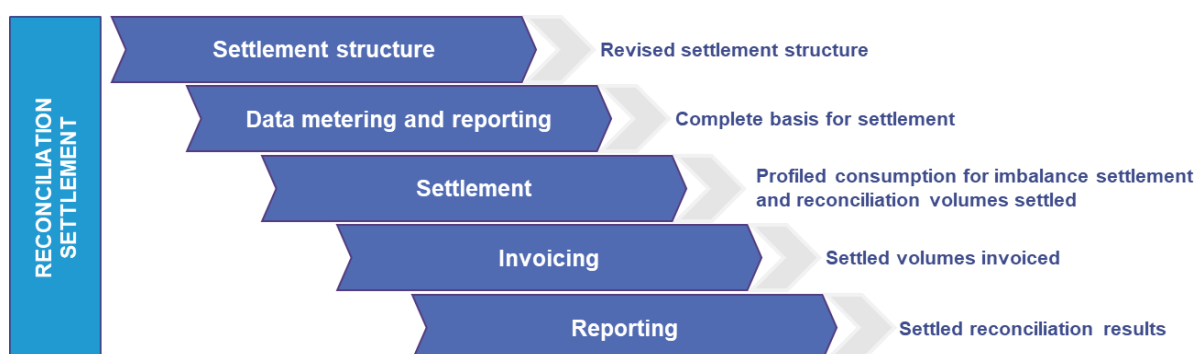 RECONCILIATION
SETTLEMENT
Settlement structure
Revised settlement structure
Data metering and reporting
Complete basis for settlement
Settlement
Profiled consumption for imbalance settlement
and reconciliation volumes settled
Invoicing
Settled volumes invoiced
Reporting
Settled reconciliation results